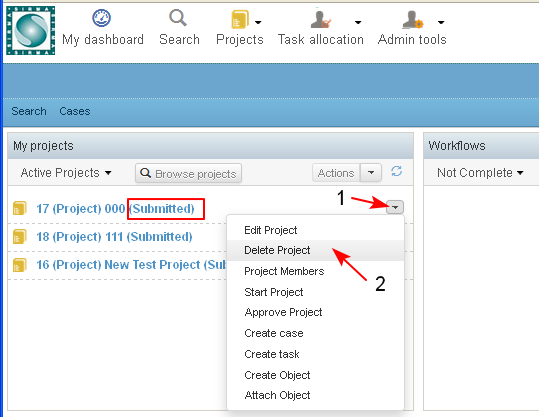 SIRMA
My dashboard
Search
Projects
Task allocation
Admin tools
Search
Cases
My projects
Workflows
Active Projects
Browse projects
Actions
Not Complete
17 (Project) 000 (Submitted)
1
18 (Project) 111 (Submitted)
16 (Project) New Test Project (Sub
Edit Project
Delete Project
2
Project Members
Start Project
Approve Project
Create case
Create task
Create Object
Attach Object